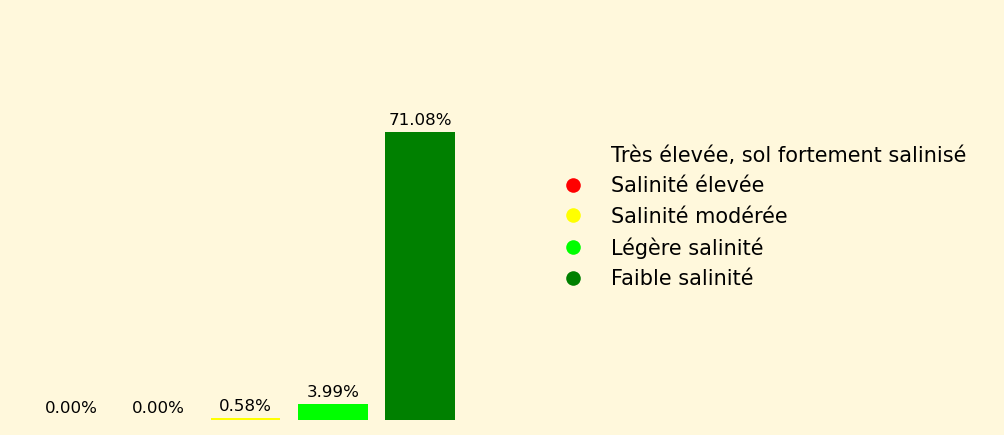 71.08%
3.99%
0.58%
0.00%
0.00%
Très élevée, sol fortement salinisé
Salinité élevée
Salinité modérée
Légère salinité
Faible salinité